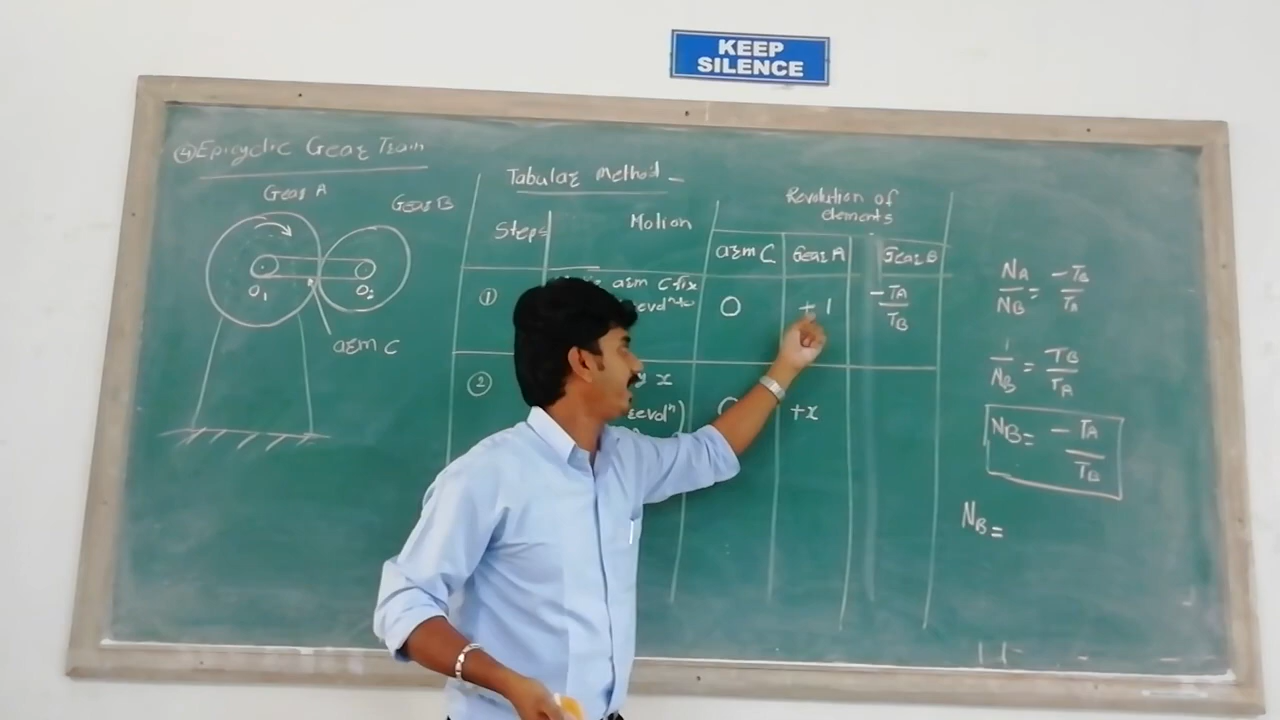 KEEP
SILENCE
④ Epicyclic Gear Train
Gear A
Gear B
O1
O2
arm C
Tabular Method
Steps
Motion
Revolution of
elements
arm C
Gear A
Gear B
①
arm C fix
0
+1
-TA
TB
②
x
+x
NA
NB
= -TB
TA
1
NB
= TB
TA
NB= -TA
TB
NB=